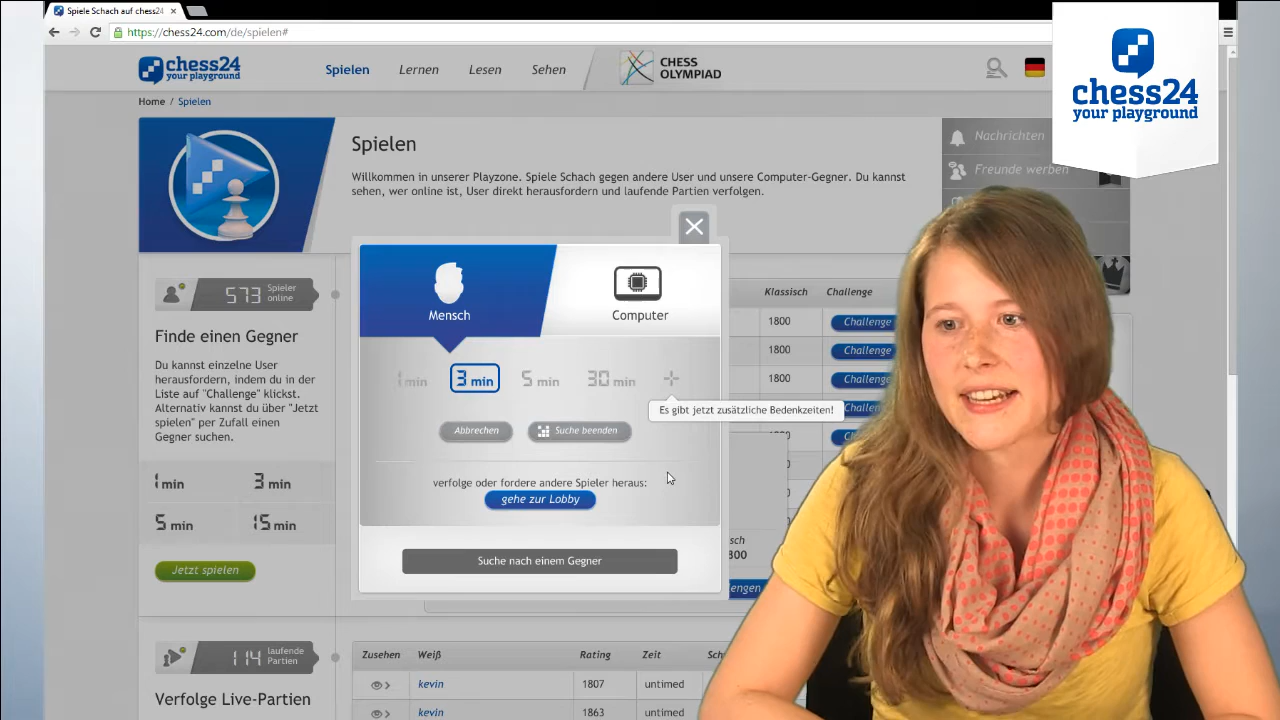 Spiele Schach auf chess24
https://chess24.com/de/spielen#
chess24
your playground
Spielen
Lernen
Lesen
Sehen
CHESS
OLYMPIAD
chess24
your playground
Home / Spielen
Spielen
Willkommen in unserer Playzone. Spiele Schach gegen andere User und unsere Computer-Gegner. Du kannst
sehen, wer online ist, User direkt herausfordern und laufende Partien verfolgen.
Nachrichten
Freunde werben
573 Spieler
online
Finde einen Gegner
Du kannst einzelne User
herausfordern, indem du in der
Liste auf "Challenge" klickst.
Alternativ kannst du über "Jetzt
spielen" per Zufall einen
Gegner suchen.
1 min
3 min
5 min
15 min
Jetzt spielen
114 laufende
Partien
Verfolge Live-Partien
Mensch
Computer
1 min
3 min
5 min
30 min
+
Es gibt jetzt zusätzliche Bedenkzeiten!
Abbrechen
Suche beenden
verfolge oder fordere andere Spieler heraus:
gehe zur Lobby
Suche nach einem Gegner
Klassisch
Challenge
1800
Challenge
1800
Challenge
1800
Challenge
Zusehen
Weiß
Rating
Zeit
kevin
1807
untimed
kevin
1863
untimed